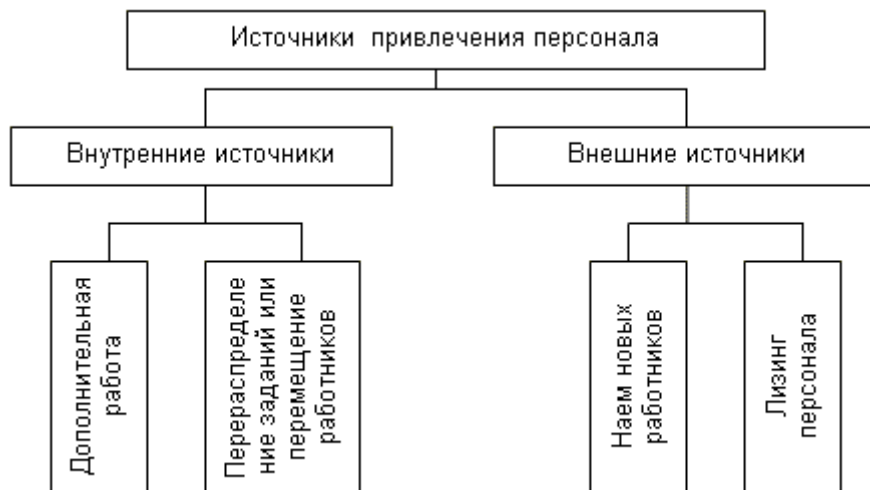 Источники привлечения персонала
Внутренние источники
Внешние источники
Дополнительная
работа
Перераспределе
ние заданий или
перемещение
работников
Наем новых
работников
Лизинг
персонала